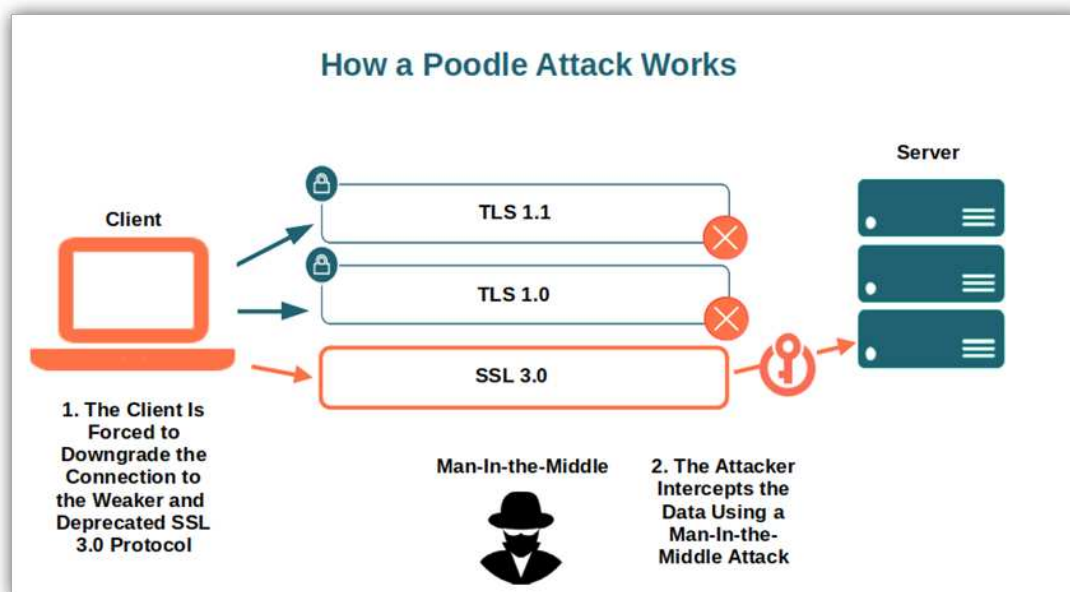 How a Poodle Attack Works
Server
TLS 1.1
Client
TLS 1.0
SSL 3.0
1. The Client Is
Forced to
Downgrade the
Connection to
the Weaker and
Deprecated SSL
3.0 Protocol
Man-In-the-Middle
2. The Attacker
Intercepts the
Data Using a
Man-In-the-
Middle Attack